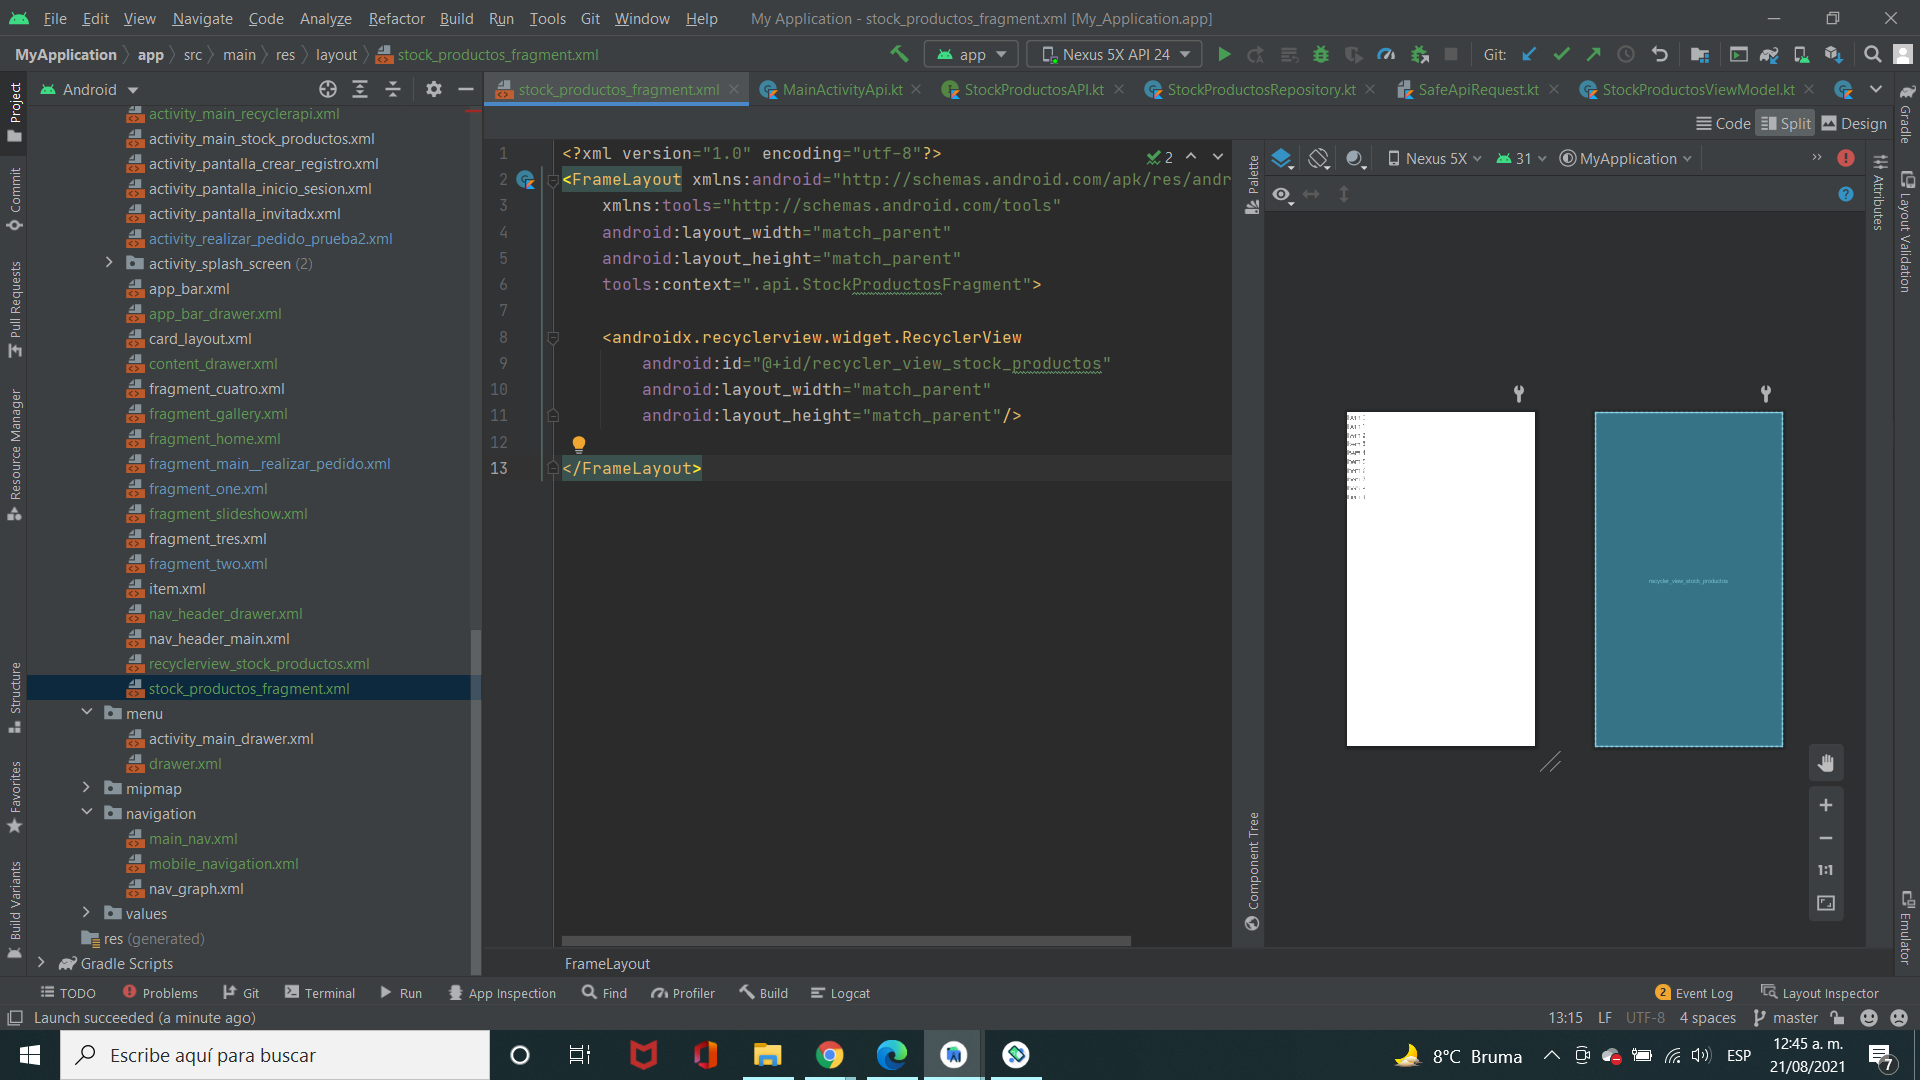 File Edit View Navigate Code Analyze Refactor Build Run Tools Git Window Help My Application - stock_productos_fragment.xml [My_Application.app]
MyApplication app src main res layout stock_productos_fragment.xml app Nexus 5X API 24 Git:
Android stock_productos_fragment.xml MainActivityApi.kt StockProductosAPI.kt StockProductosRepository.kt SafeApiRequest.kt StockProductosViewModel.kt
Code Split Design
Project
Commit
Pull Requests
Resource Manager
Structure
Favorites
Build Variants
activity_main_recyclerapi.xml
activity_main_stock_productos.xml
activity_pantalla_crear_registro.xml
activity_pantalla_inicio_sesion.xml
activity_pantalla_invitadx.xml
activity_realizar_pedido_prueba2.xml
activity_splash_screen (2)
app_bar.xml
app_bar_drawer.xml
card_layout.xml
content_drawer.xml
fragment_cuatro.xml
fragment_gallery.xml
fragment_home.xml
fragment_main__realizar_pedido.xml
fragment_one.xml
fragment_slideshow.xml
fragment_tres.xml
fragment_two.xml
item.xml
nav_header_drawer.xml
nav_header_main.xml
recyclerview_stock_productos.xml
stock_productos_fragment.xml
menu
activity_main_drawer.xml
drawer.xml
mipmap
navigation
main_nav.xml
mobile_navigation.xml
nav_graph.xml
values
res (generated)
Gradle Scripts
1 <?xml version="1.0" encoding="utf-8"?>
2 <FrameLayout xmlns:android="http://schemas.android.com/apk/res/andr
3 xmlns:tools="http://schemas.android.com/tools"
4 android:layout_width="match_parent"
5 android:layout_height="match_parent"
6 tools:context=".api.StockProductosFragment">
7
8 <androidx.recyclerview.widget.RecyclerView
9 android:id="@+id/recycler_view_stock_productos"
10 android:layout_width="match_parent"
11 android:layout_height="match_parent"/>
12
13 </FrameLayout>
2
FrameLayout
Palette
Component Tree
Nexus 5X 31 MyApplication
recycler_view_stock_productos
1:1
Attributes
Gradle
Layout Validation
Emulator
TODO Problems Git Terminal Run App Inspection Find Profiler Build Logcat 2 Event Log Layout Inspector
Launch succeeded (a minute ago) 13:15 LF UTF-8 4 spaces master
Escribe aquí para buscar 8°C Bruma ESP 12:45 a. m.
21/08/2021 7